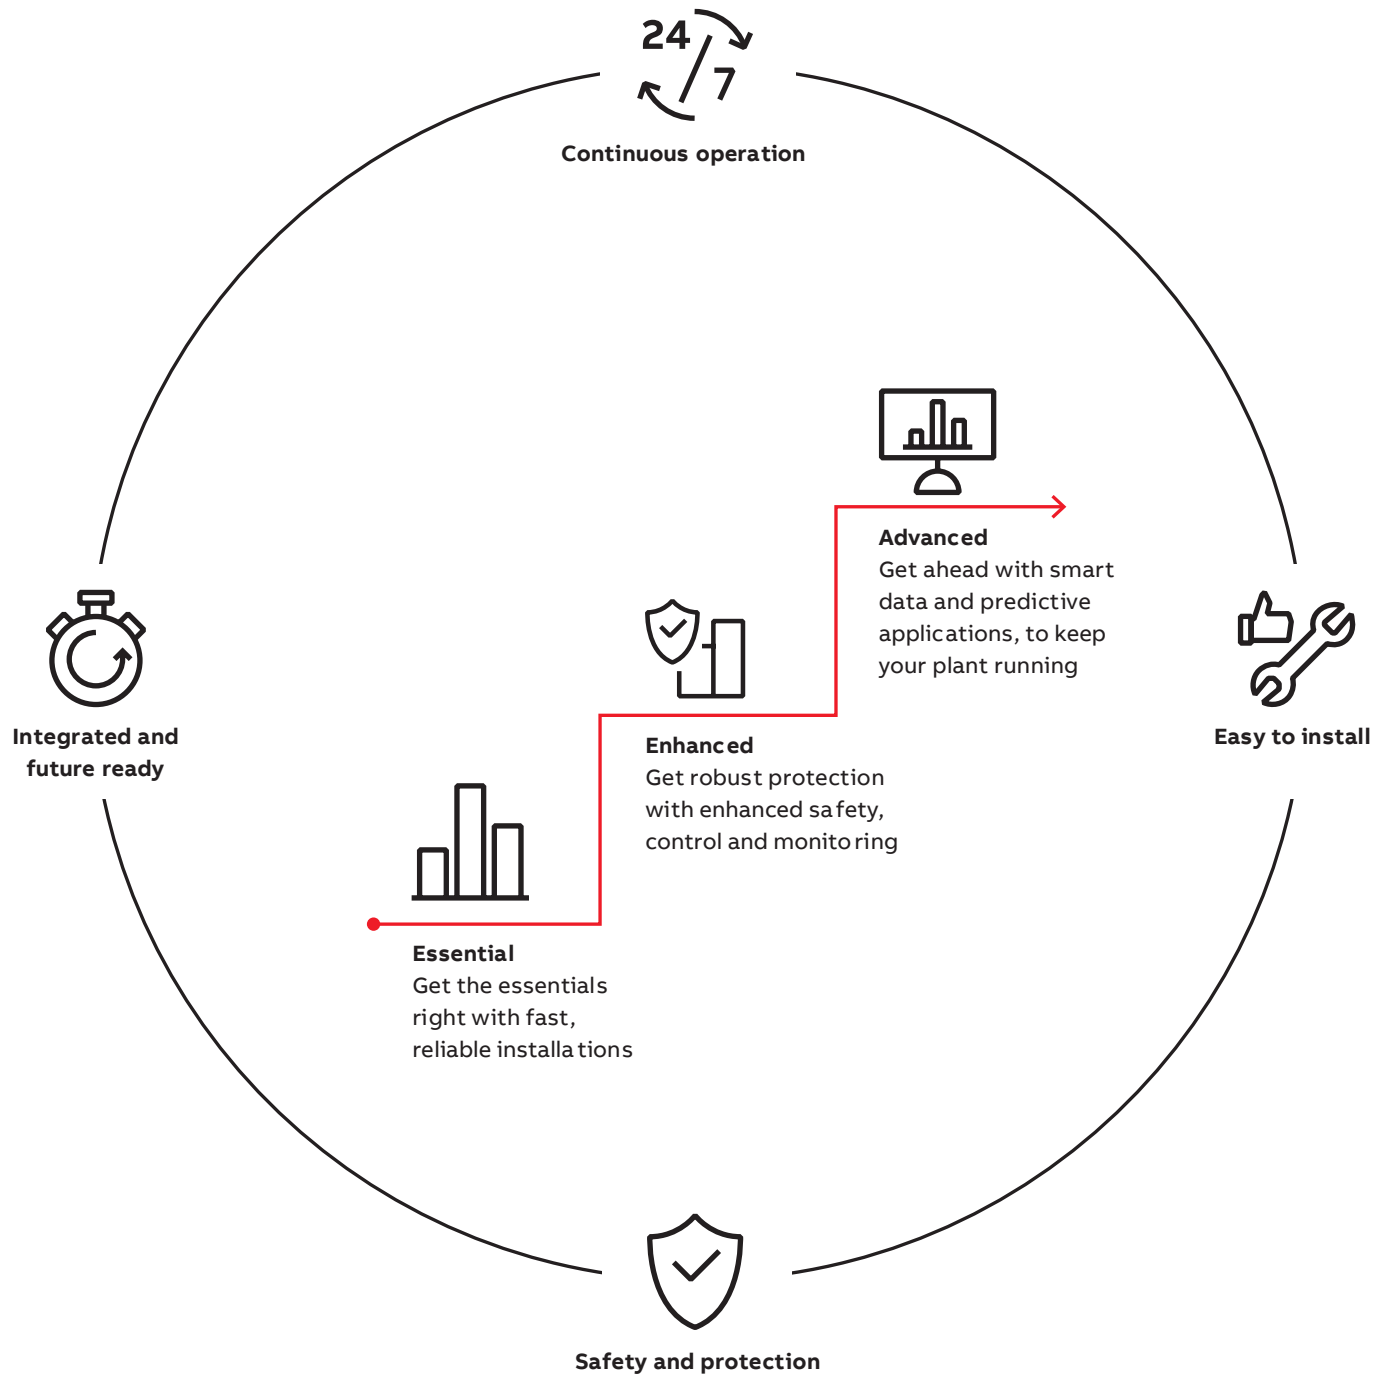 24
7
Continuous operation
Advanced
Get ahead with smart
data and predictive
applications, to keep
your plant running
Integrated and
future ready
Easy to install
Enhanced
Get robust protection
with enhanced safety,
control and monitoring
Essential
Get the essentials
right with fast,
reliable installations
Safety and protection